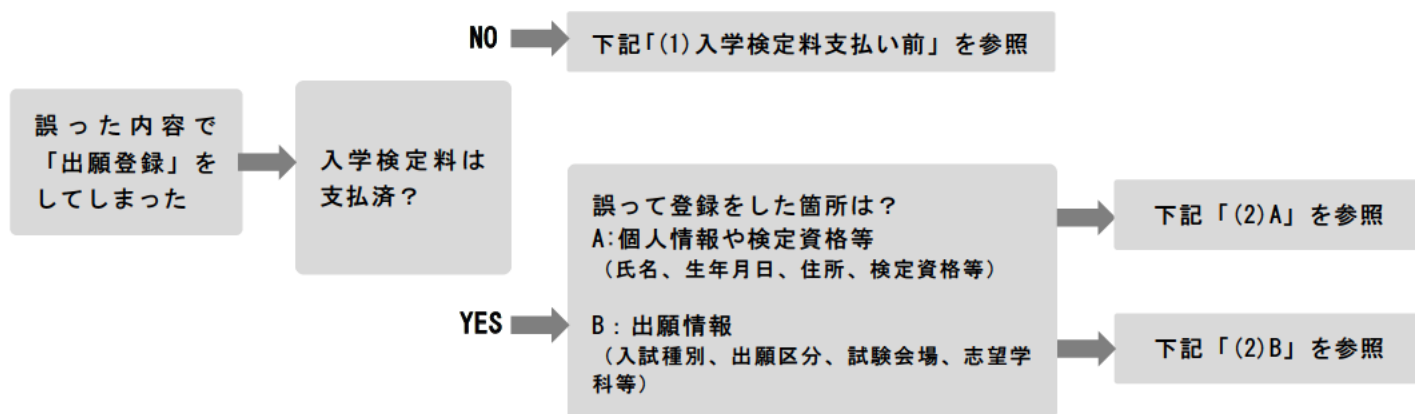 NO
下記「(1)入学検定料支払い前」を参照
誤った内容で
「出願登録」を
してしまった
入学検定料は
支払済？
誤って登録をした箇所は？
A:個人情報や検定資格等
（氏名、生年月日、住所、検定資格等）
下記「(2)A」を参照
YES
B：出願情報
（入試種別、出願区分、試験会場、志望学
科等）
下記「(2)B」を参照